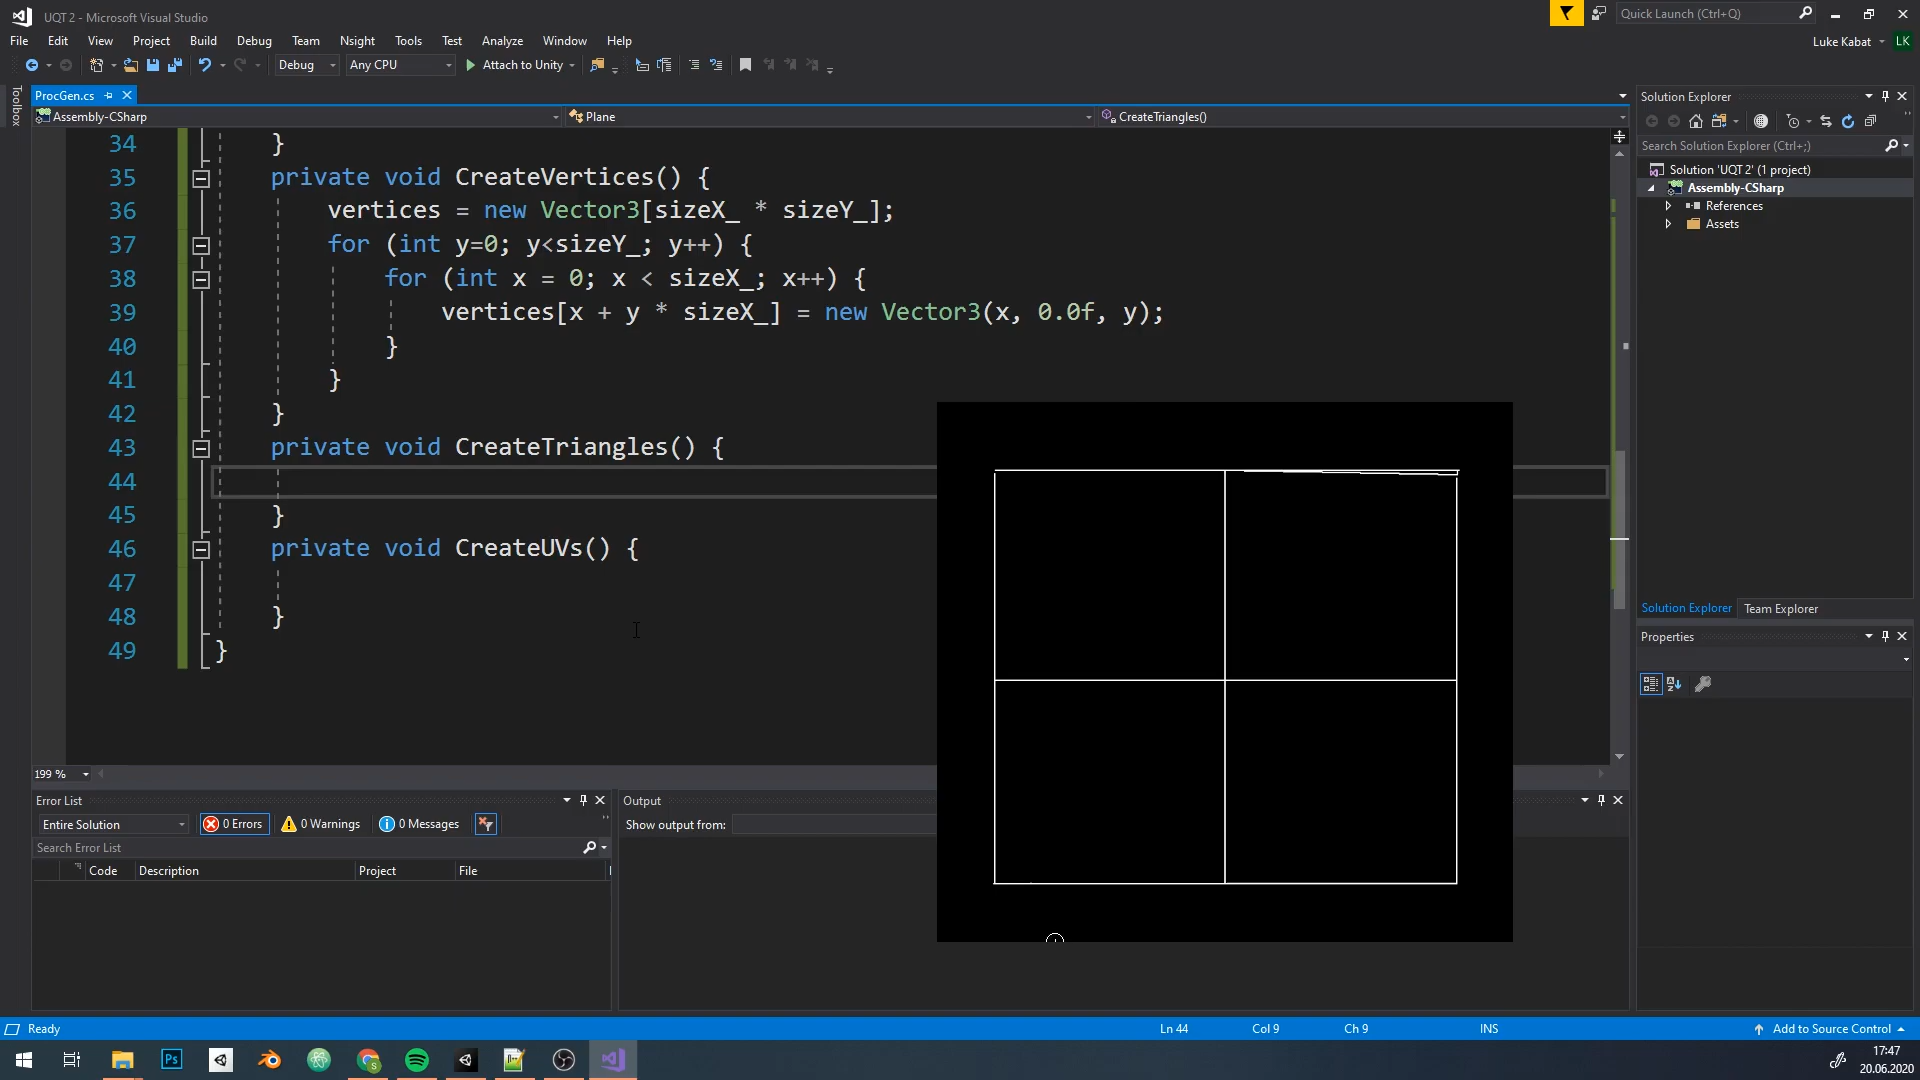 UQT 2 - Microsoft Visual Studio
Quick Launch (Ctrl+Q)
File Edit View Project Build Debug Team Nsight Tools Test Analyze Window Help
Luke Kabat LK
Debug Any CPU Attach to Unity
Toolbox
ProcGen.cs
Assembly-CSharp Plane CreateTriangles()
34 }
35 private void CreateVertices() {
36 vertices = new Vector3[sizeX_ * sizeY_];
37 for (int y=0; y<sizeY_; y++) {
38 for (int x = 0; x < sizeX_; x++) {
39 vertices[x + y * sizeX_] = new Vector3(x, 0.0f, y);
40 }
41 }
42 }
43 private void CreateTriangles() {
44
45 }
46 private void CreateUVs() {
47
48 }
49 }
199 %
Solution Explorer
Search Solution Explorer (Ctrl+;)
Solution 'UQT 2' (1 project)
Assembly-CSharp
References
Assets
Solution Explorer Team Explorer
Properties
Error List
Entire Solution 0 Errors 0 Warnings 0 Messages
Search Error List
Code Description Project File
Output
Show output from:
Ready Ln 44 Col 9 Ch 9 INS Add to Source Control
Ps
S
17:47
20.06.2020